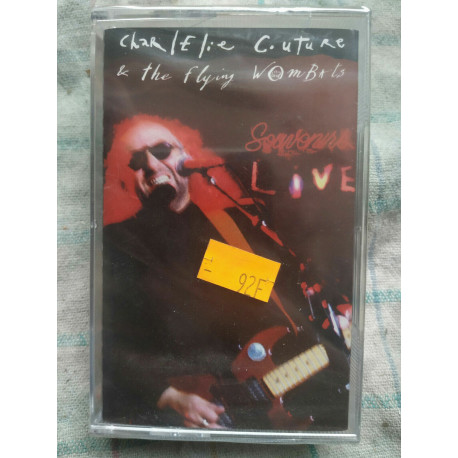 CharlElie Couture
& the Flying WomBats
Souvenirs
LIVE
92F